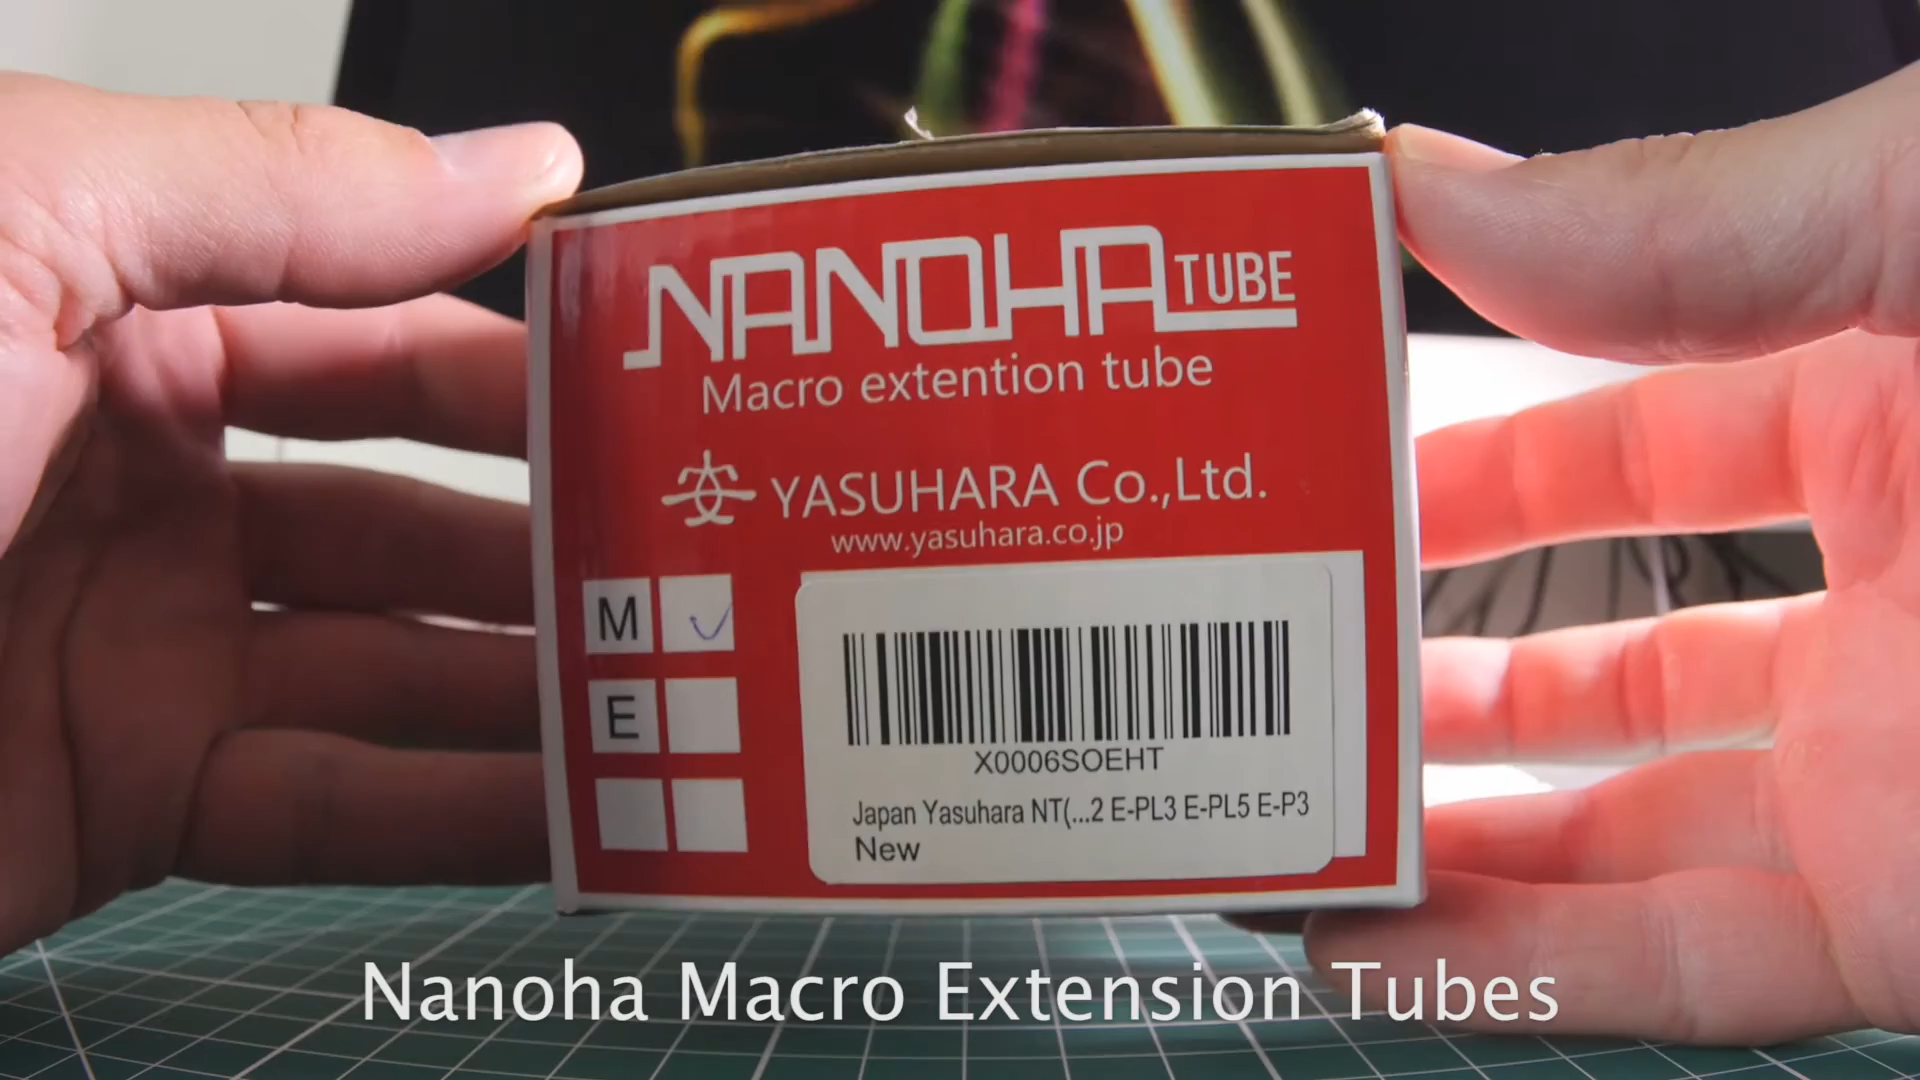 NANOHA TUBE
Macro extention tube
安 YASUHARA Co.,Ltd.
www.yasuhara.co.jp
M
E
X0006SOEHT
Japan Yasuhara NT(...2 E-PL3 E-PL5 E-P3
New
Nanoha Macro Extension Tubes